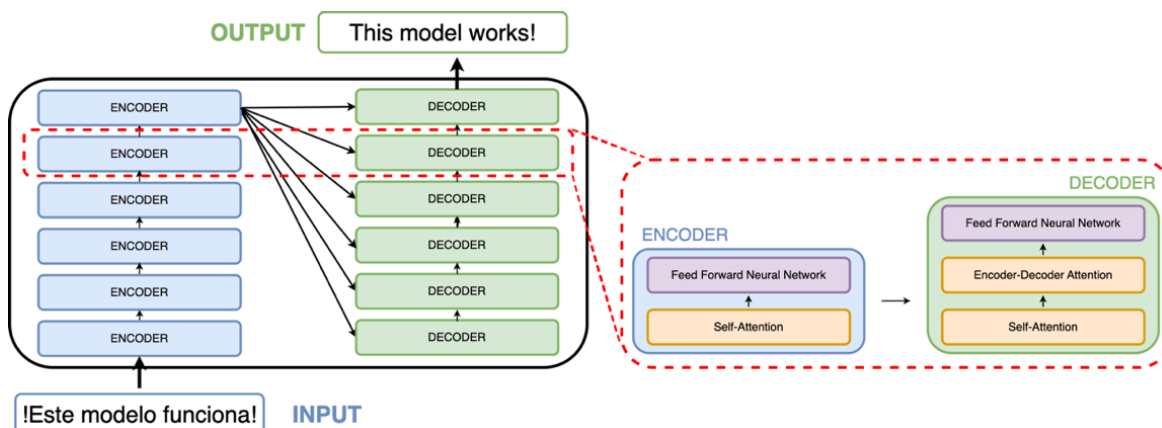 OUTPUT
This model works!
ENCODER
ENCODER
ENCODER
ENCODER
ENCODER
ENCODER
DECODER
DECODER
DECODER
DECODER
DECODER
DECODER
!Este modelo funciona!
INPUT
ENCODER
Feed Forward Neural Network
Self-Attention
DECODER
Feed Forward Neural Network
Encoder-Decoder Attention
Self-Attention